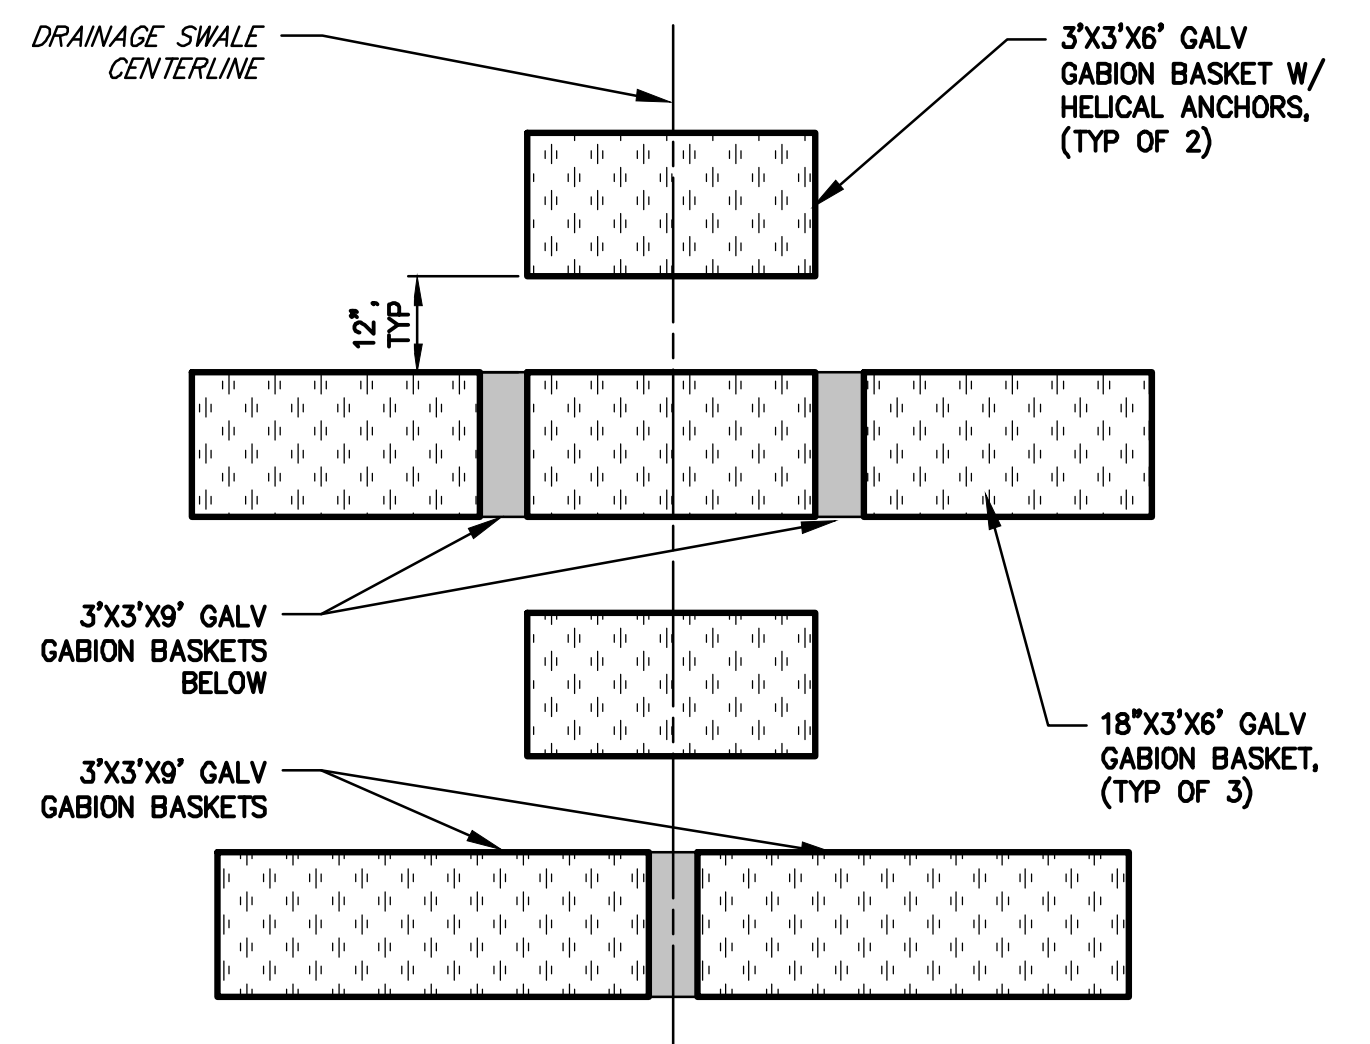 DRAINAGE SWALE
CENTERLINE
3'X3'X6' GALV
GABION BASKET W/
HELICAL ANCHORS,
(TYP OF 2)
12",
TYP
3'X3'X9' GALV
GABION BASKETS
BELOW
18"X3'X6' GALV
GABION BASKET,
(TYP OF 3)
3'X3'X9' GALV
GABION BASKETS